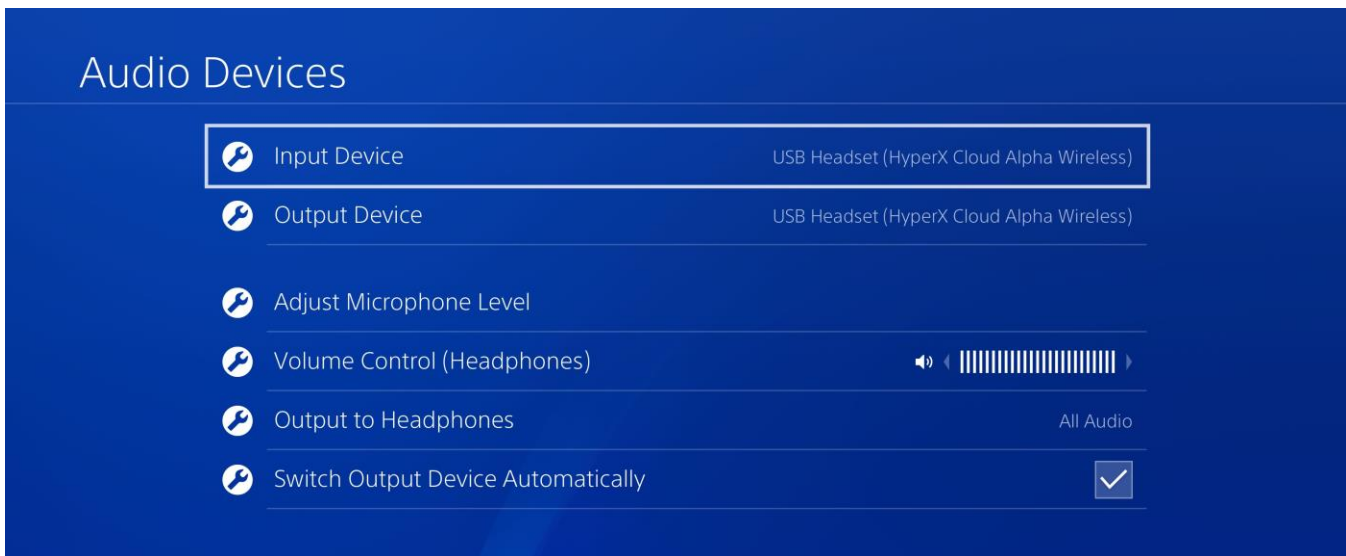 Audio Devices
Input Device USB Headset (HyperX Cloud Alpha Wireless)
Output Device USB Headset (HyperX Cloud Alpha Wireless)
Adjust Microphone Level
Volume Control (Headphones)
Output to Headphones All Audio
Switch Output Device Automatically